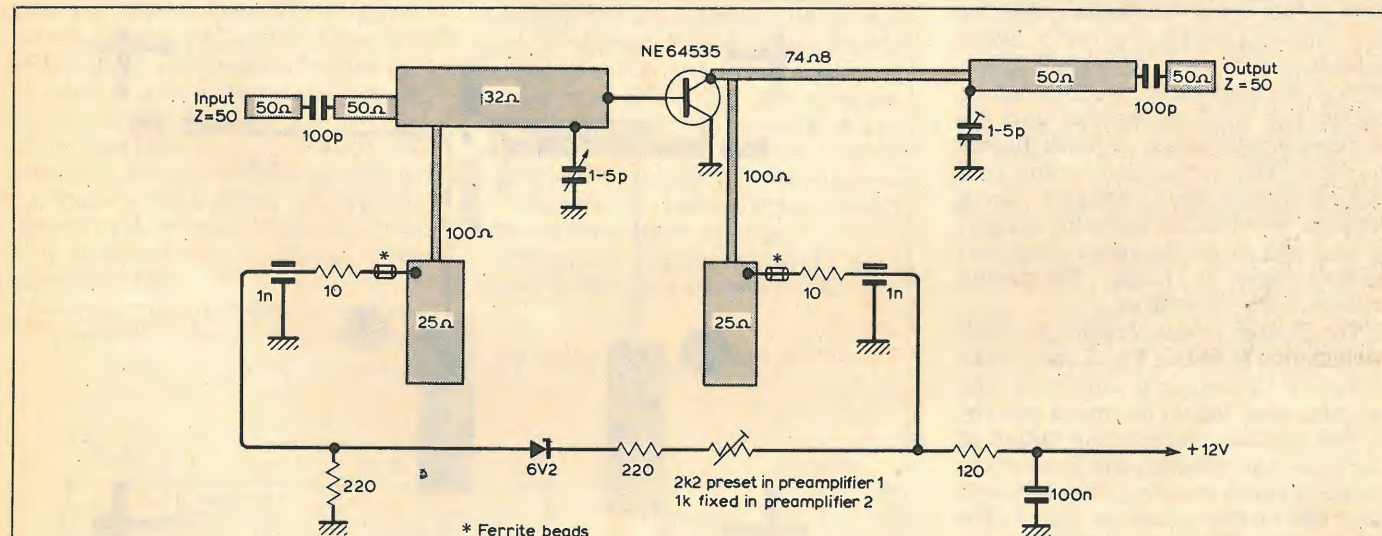 NE64535
74Ω8
Input
Z=50
50Ω
50Ω
100p
32Ω
50Ω
50Ω
100p
Output
Z=50
1-5p
1-5p
100Ω
100Ω
*
1n
10
25Ω
25Ω
*
10
1n
220
6V2
220
2k2 preset in preamplifier 1
1k fixed in preamplifier 2
120
+12V
100n
* Ferrite beads